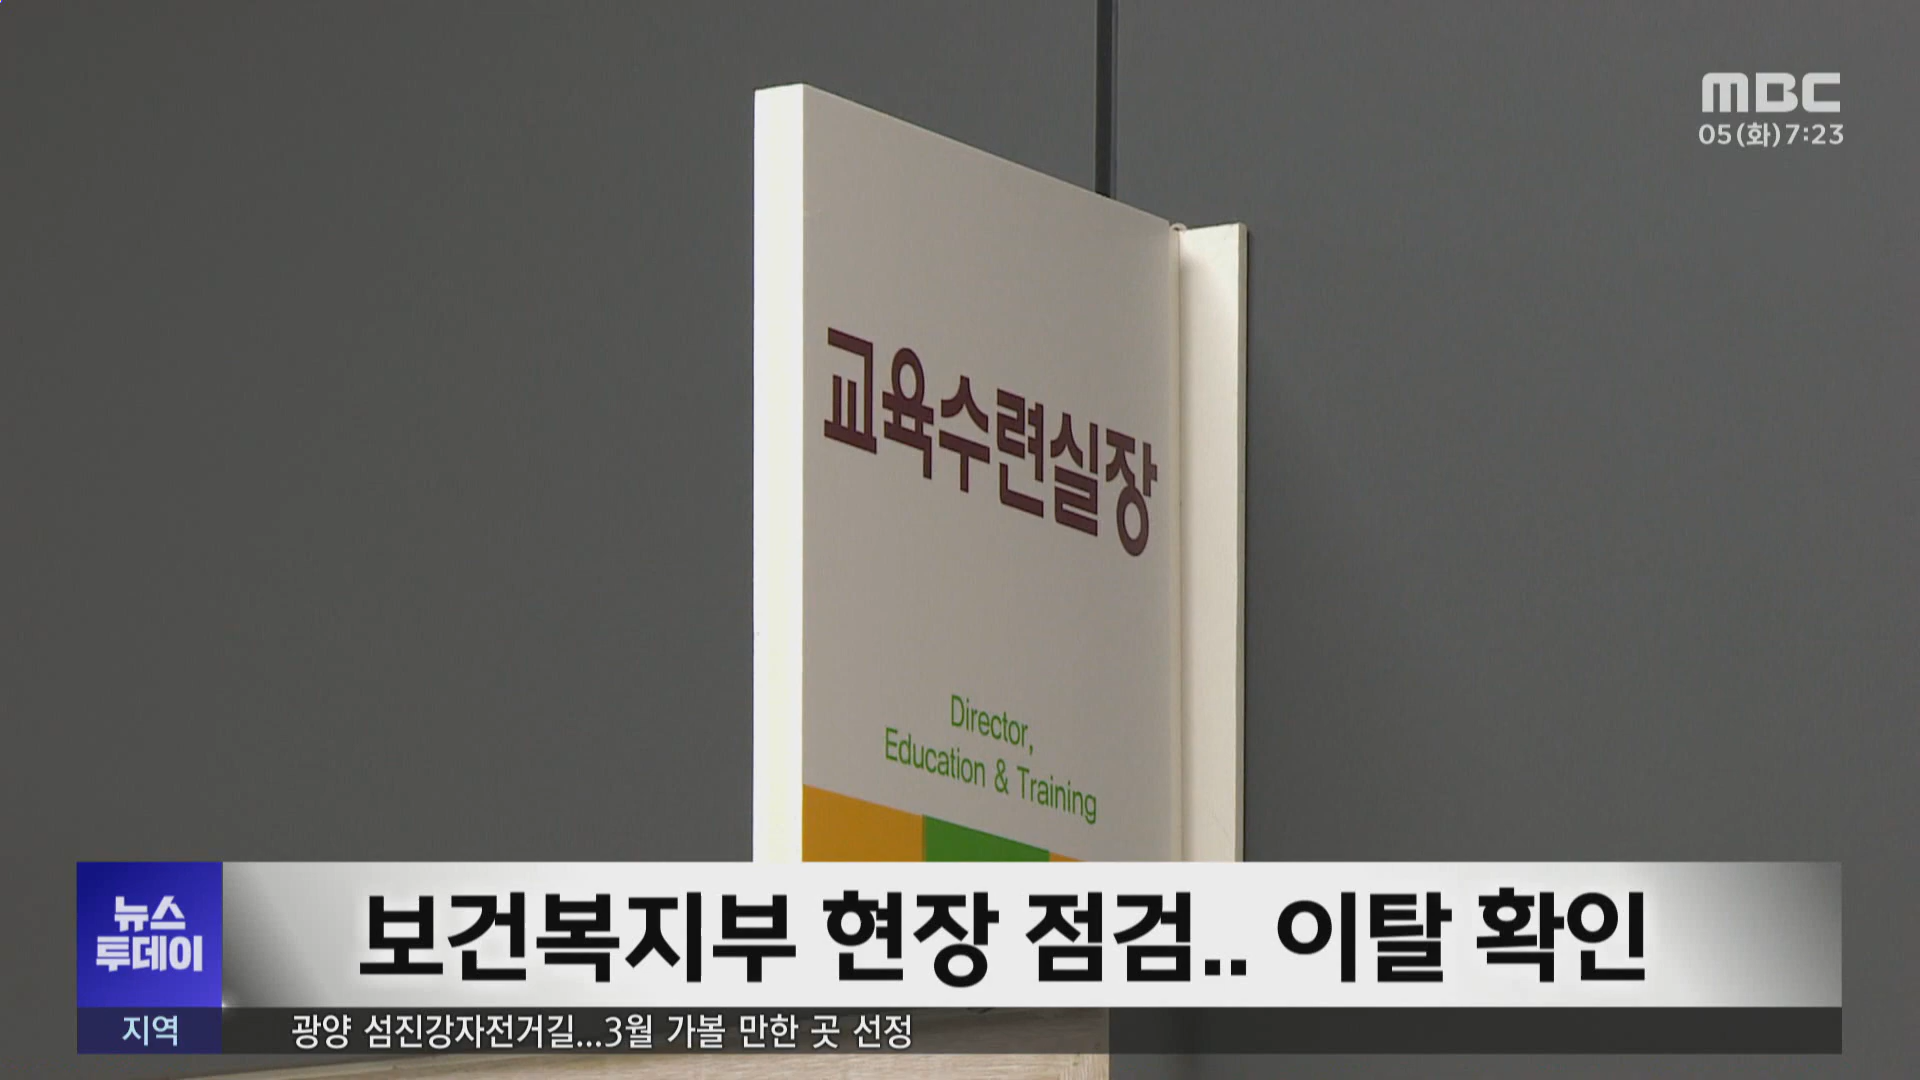 MBC
05(화)7:23
교육수련실장
Director,
Education & Training
뉴스
투데이
보건복지부 현장 점검.. 이탈 확인
지역
광양 섬진강자전거길...3월 가볼 만한 곳 선정